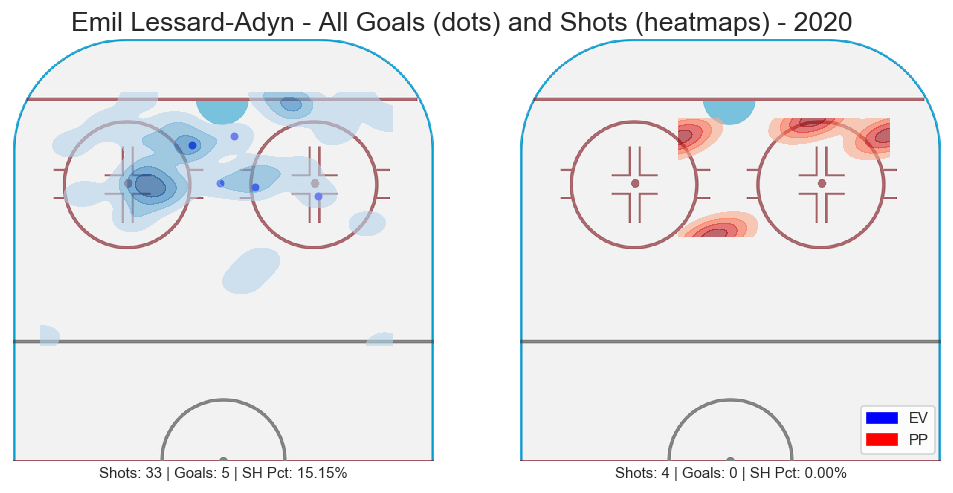 Emil Lessard-Adyn - All Goals (dots) and Shots (heatmaps) - 2020
EV
PP
Shots: 33 | Goals: 5 | SH Pct: 15.15%
Shots: 4 | Goals: 0 | SH Pct: 0.00%